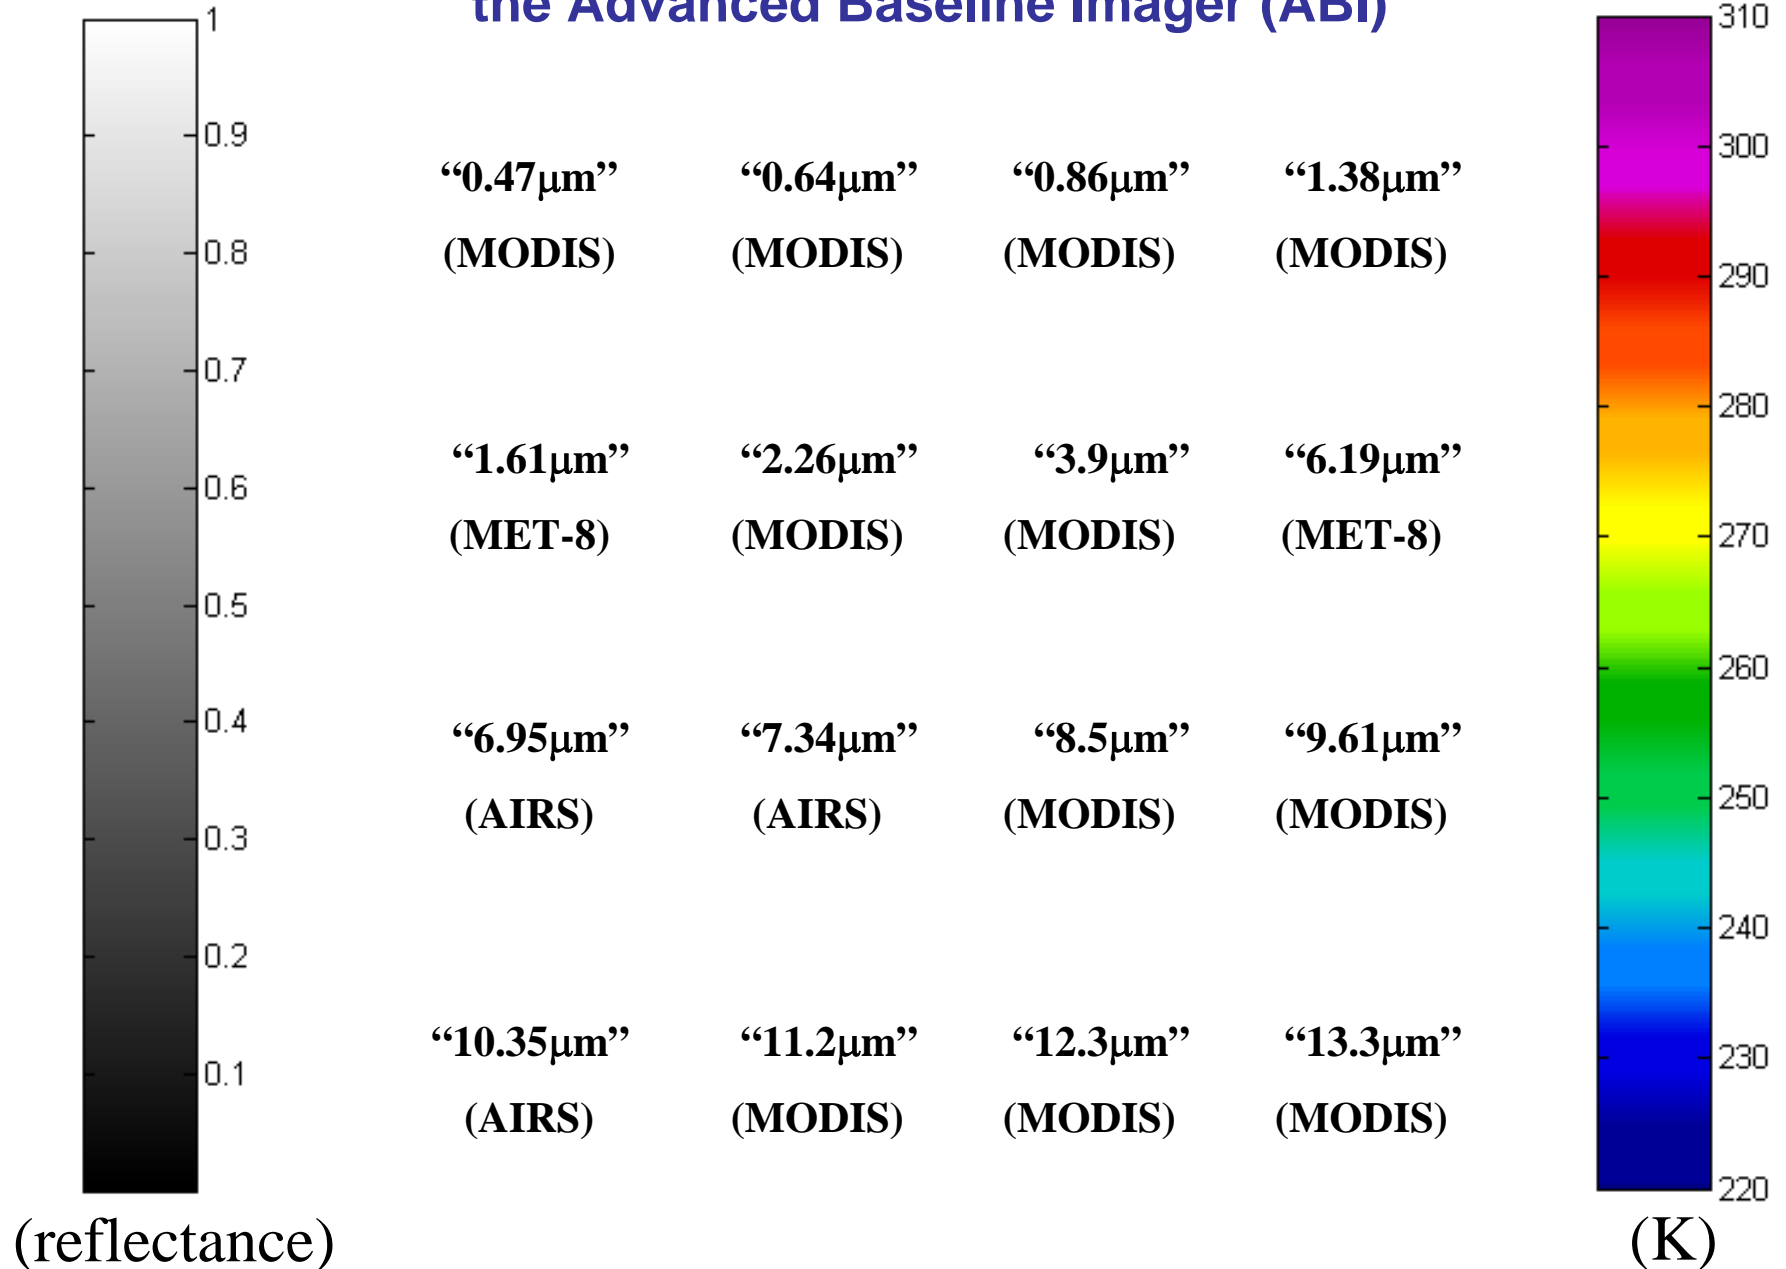 the Advanced Baseline Imager (ABI)
1
0.9
0.8
0.7
0.6
0.5
0.4
0.3
0.2
0.1
(reflectance)
“0.47μm” “0.64μm” “0.86μm” “1.38μm”
(MODIS) (MODIS) (MODIS) (MODIS)
“1.61μm” “2.26μm” “3.9μm” “6.19μm”
(MET-8) (MODIS) (MODIS) (MET-8)
“6.95μm” “7.34μm” “8.5μm” “9.61μm”
(AIRS) (AIRS) (MODIS) (MODIS)
“10.35μm” “11.2μm” “12.3μm” “13.3μm”
(AIRS) (MODIS) (MODIS) (MODIS)
310
300
290
280
270
260
250
240
230
220
(K)